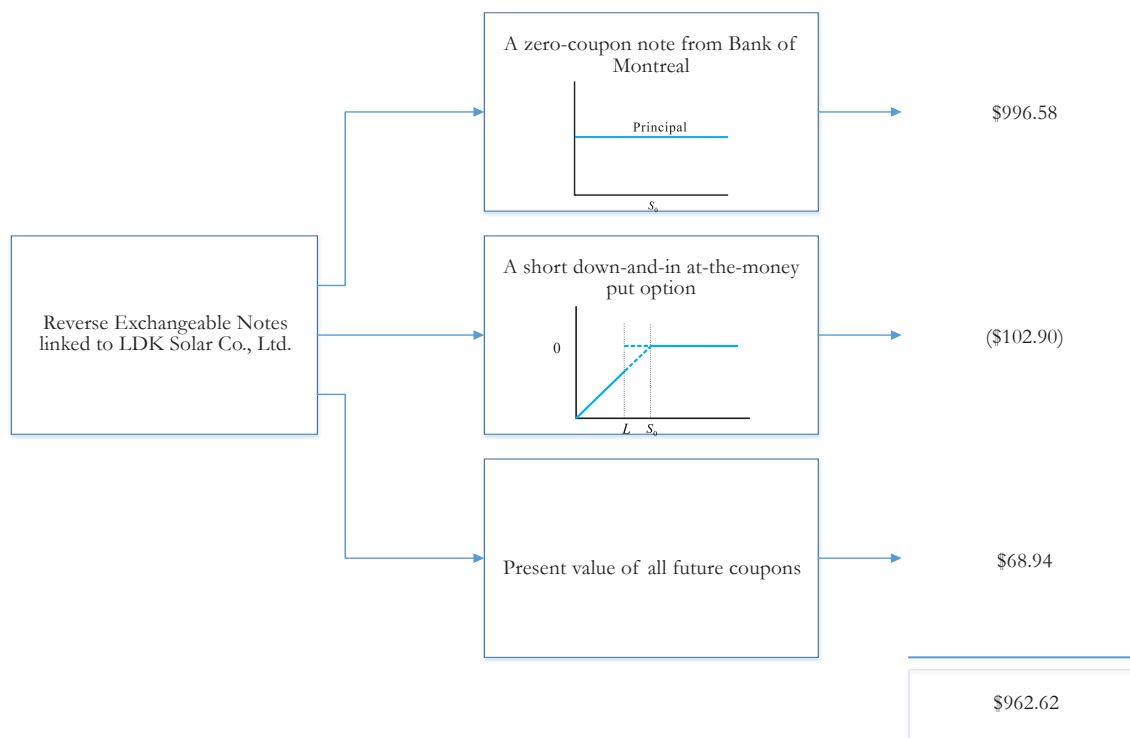 A zero-coupon note from Bank of
Montreal
Principal
S₀
$996.58
Reverse Exchangeable Notes
linked to LDK Solar Co., Ltd.
A short down-and-in at-the-money
put option
0
L S₀
($102.90)
Present value of all future coupons
$68.94
$962.62